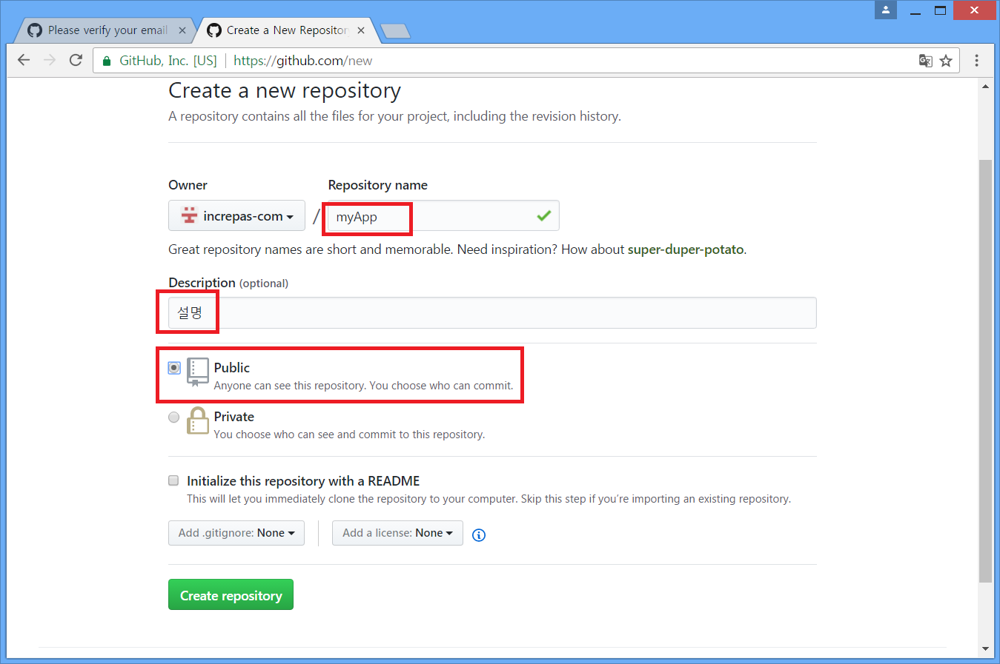 Please verify your email
Create a New Repositor
GitHub, Inc. [US] https://github.com/new
Create a new repository
A repository contains all the files for your project, including the revision history.
Owner Repository name
increpas-com / myApp
Great repository names are short and memorable. Need inspiration? How about super-duper-potato.
Description (optional)
설명
Public
Anyone can see this repository. You choose who can commit.
Private
You choose who can see and commit to this repository.
Initialize this repository with a README
This will let you immediately clone the repository to your computer. Skip this step if you're importing an existing repository.
Add .gitignore: None Add a license: None
Create repository